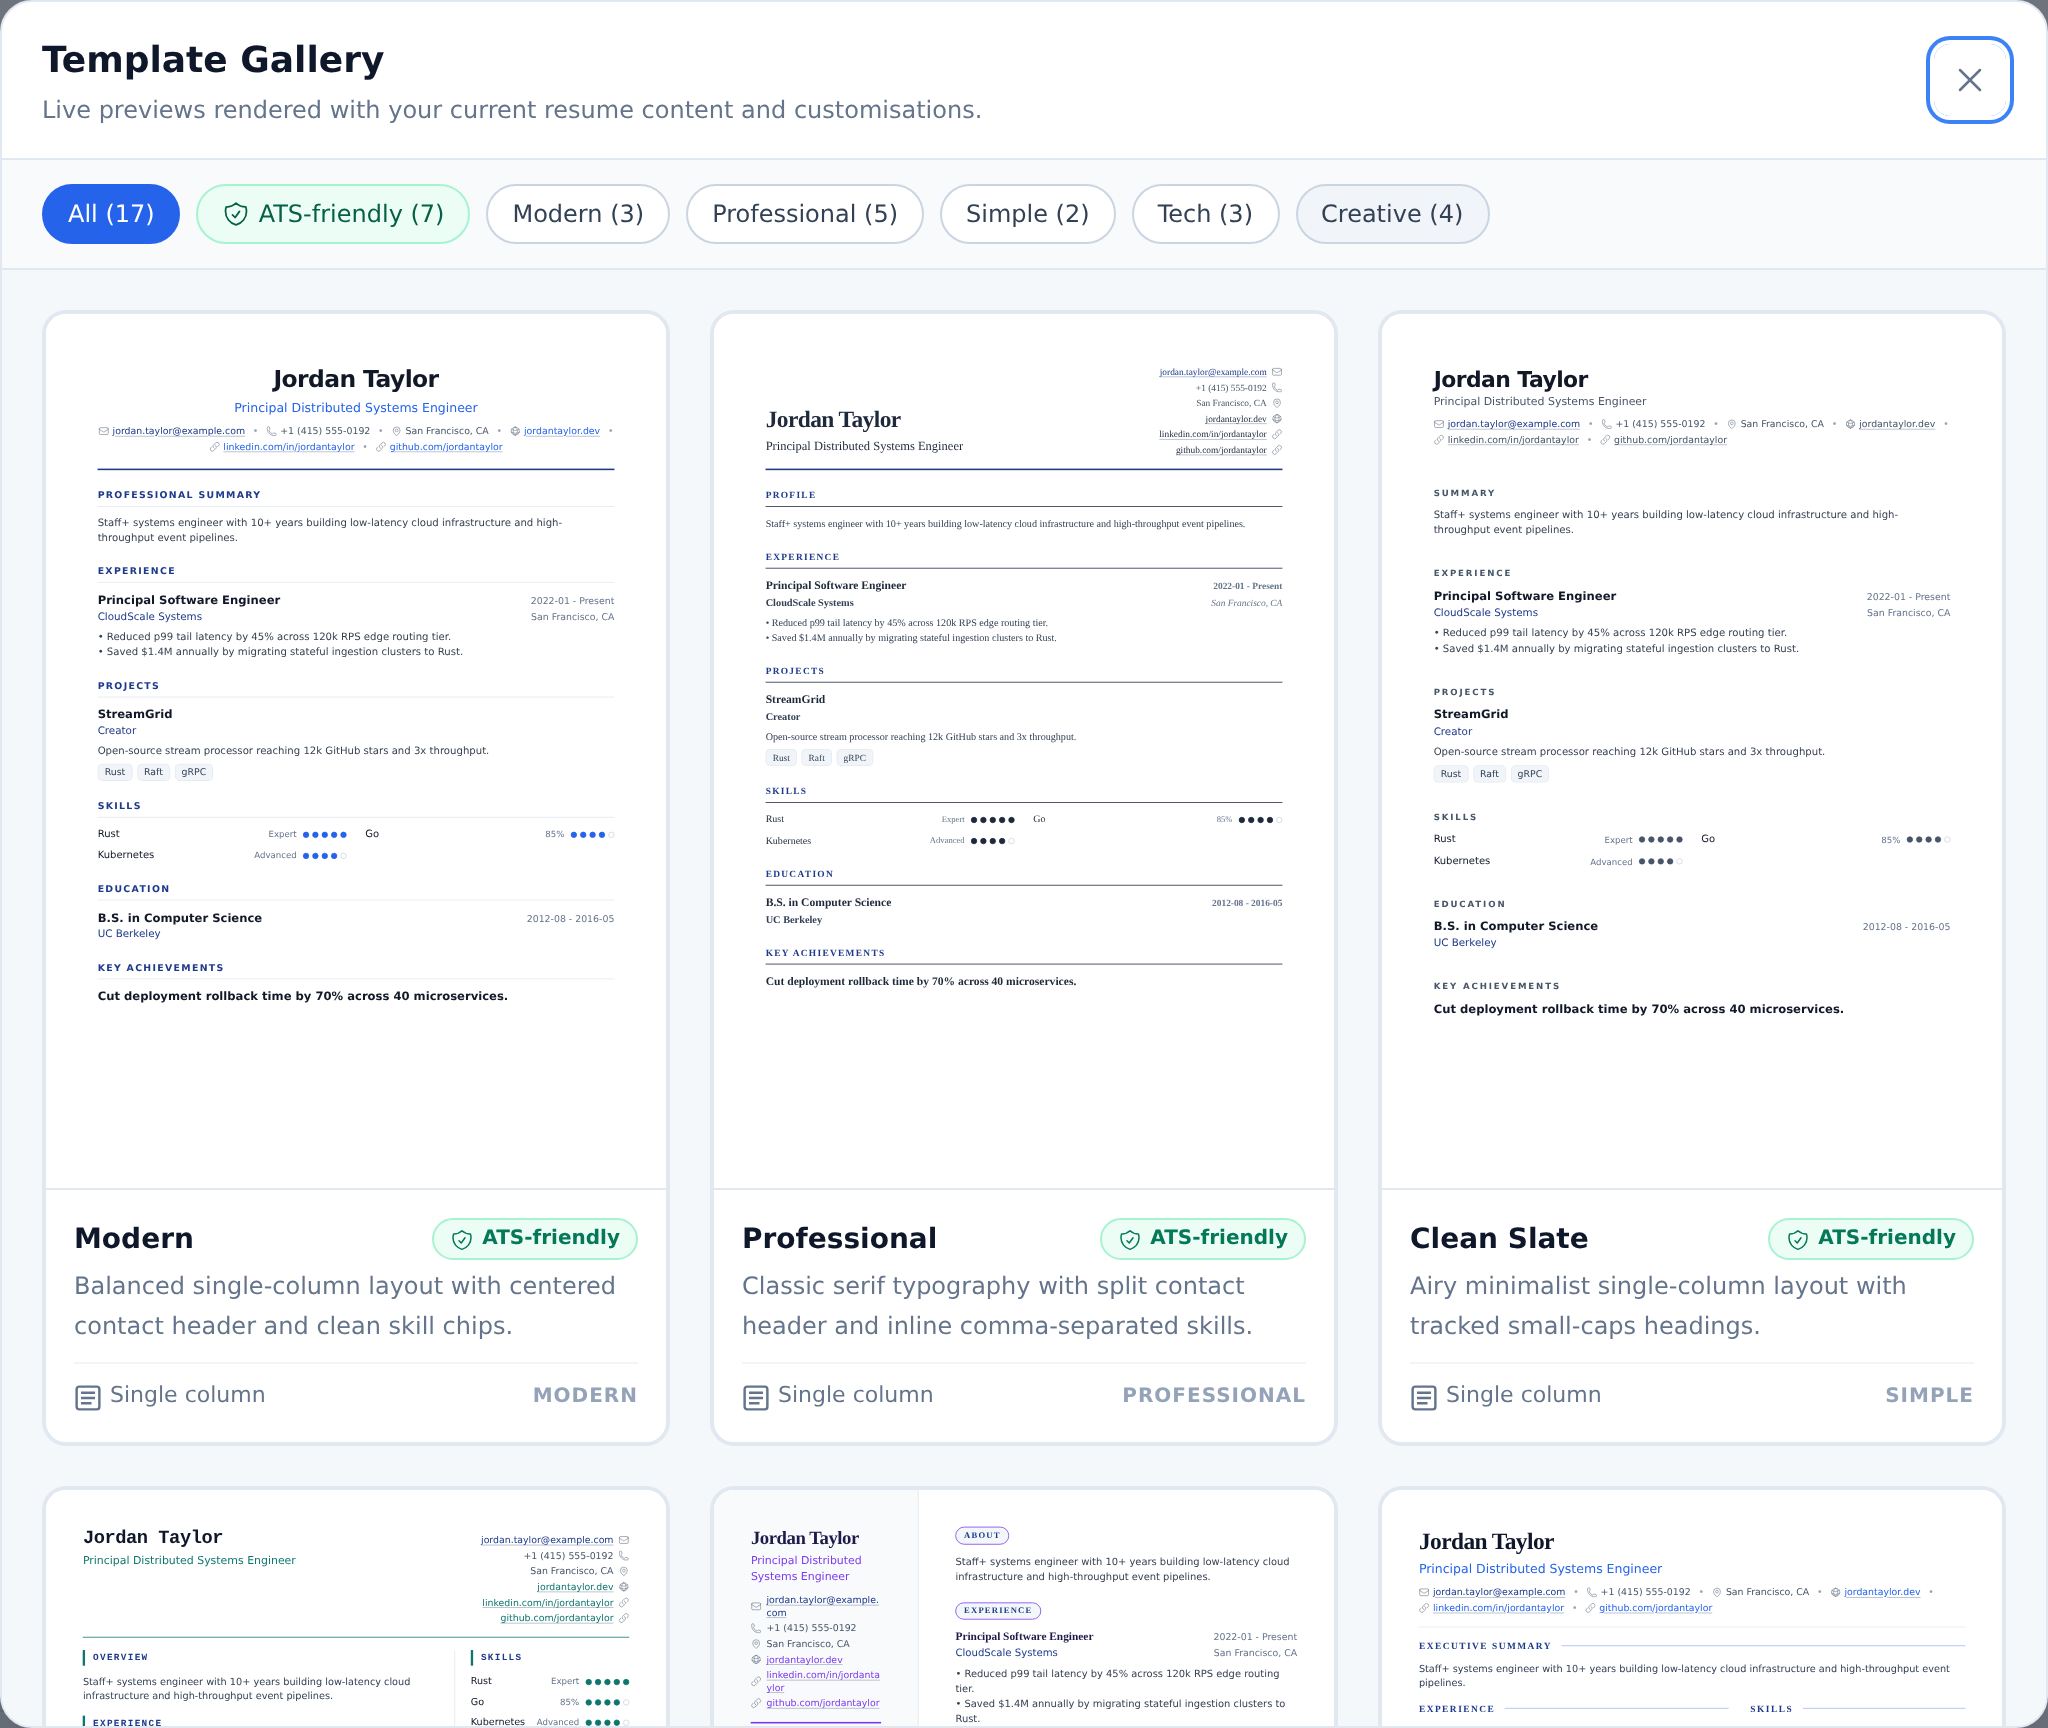 Template Gallery
Live previews rendered with your current resume content and customisations.
All (17)
ATS-friendly (7)
Modern (3)
Professional (5)
Simple (2)
Tech (3)
Creative (4)
Jordan Taylor
Principal Distributed Systems Engineer
jordan.taylor@example.com • +1 (415) 555-0192 • San Francisco, CA • jordantaylor.dev •
linkedin.com/in/jordantaylor • github.com/jordantaylor
PROFESSIONAL SUMMARY
Staff+ systems engineer with 10+ years building low-latency cloud infrastructure and high-
throughput event pipelines.
EXPERIENCE
Principal Software Engineer 2022-01 - Present
CloudScale Systems San Francisco, CA
• Reduced p99 tail latency by 45% across 120k RPS edge routing tier.
• Saved $1.4M annually by migrating stateful ingestion clusters to Rust.
PROJECTS
StreamGrid
Creator
Open-source stream processor reaching 12k GitHub stars and 3x throughput.
Rust Raft gRPC
SKILLS
Rust Expert Go 85%
Kubernetes Advanced
EDUCATION
B.S. in Computer Science 2012-08 - 2016-05
UC Berkeley
KEY ACHIEVEMENTS
Cut deployment rollback time by 70% across 40 microservices.
Modern
ATS-friendly
Balanced single-column layout with centered
contact header and clean skill chips.
Single column
MODERN
jordan.taylor@example.com
+1 (415) 555-0192
San Francisco, CA
jordantaylor.dev
linkedin.com/in/jordantaylor
github.com/jordantaylor
Jordan Taylor
Principal Distributed Systems Engineer
PROFILE
Staff+ systems engineer with 10+ years building low-latency cloud infrastructure and high-throughput event pipelines.
EXPERIENCE
Principal Software Engineer 2022-01 - Present
CloudScale Systems San Francisco, CA
• Reduced p99 tail latency by 45% across 120k RPS edge routing tier.
• Saved $1.4M annually by migrating stateful ingestion clusters to Rust.
PROJECTS
StreamGrid
Creator
Open-source stream processor reaching 12k GitHub stars and 3x throughput.
Rust Raft gRPC
SKILLS
Rust Expert Go 85%
Kubernetes Advanced
EDUCATION
B.S. in Computer Science 2012-08 - 2016-05
UC Berkeley
KEY ACHIEVEMENTS
Cut deployment rollback time by 70% across 40 microservices.
Professional
ATS-friendly
Classic serif typography with split contact
header and inline comma-separated skills.
Single column
PROFESSIONAL
Jordan Taylor
Principal Distributed Systems Engineer
jordan.taylor@example.com • +1 (415) 555-0192 • San Francisco, CA • jordantaylor.dev •
linkedin.com/in/jordantaylor • github.com/jordantaylor
SUMMARY
Staff+ systems engineer with 10+ years building low-latency cloud infrastructure and high-
throughput event pipelines.
EXPERIENCE
Principal Software Engineer 2022-01 - Present
CloudScale Systems San Francisco, CA
• Reduced p99 tail latency by 45% across 120k RPS edge routing tier.
• Saved $1.4M annually by migrating stateful ingestion clusters to Rust.
PROJECTS
StreamGrid
Creator
Open-source stream processor reaching 12k GitHub stars and 3x throughput.
Rust Raft gRPC
SKILLS
Rust Expert Go 85%
Kubernetes Advanced
EDUCATION
B.S. in Computer Science 2012-08 - 2016-05
UC Berkeley
KEY ACHIEVEMENTS
Cut deployment rollback time by 70% across 40 microservices.
Clean Slate
ATS-friendly
Airy minimalist single-column layout with
tracked small-caps headings.
Single column
SIMPLE
Jordan Taylor
Principal Distributed Systems Engineer
jordan.taylor@example.com
+1 (415) 555-0192
San Francisco, CA
jordantaylor.dev
linkedin.com/in/jordantaylor
github.com/jordantaylor
OVERVIEW
Staff+ systems engineer with 10+ years building low-latency cloud
infrastructure and high-throughput event pipelines.
EXPERIENCE
SKILLS
Rust Expert
Go 85%
Kubernetes Advanced
Jordan Taylor
Principal Distributed
Systems Engineer
jordan.taylor@example.
com
+1 (415) 555-0192
San Francisco, CA
jordantaylor.dev
linkedin.com/in/jordanta
ylor
github.com/jordantaylor
ABOUT
Staff+ systems engineer with 10+ years building low-latency cloud
infrastructure and high-throughput event pipelines.
EXPERIENCE
Principal Software Engineer 2022-01 - Present
CloudScale Systems San Francisco, CA
• Reduced p99 tail latency by 45% across 120k RPS edge routing
tier.
• Saved $1.4M annually by migrating stateful ingestion clusters to
Rust.
Jordan Taylor
Principal Distributed Systems Engineer
jordan.taylor@example.com • +1 (415) 555-0192 • San Francisco, CA • jordantaylor.dev •
linkedin.com/in/jordantaylor • github.com/jordantaylor
EXECUTIVE SUMMARY
Staff+ systems engineer with 10+ years building low-latency cloud infrastructure and high-throughput event
pipelines.
EXPERIENCE
SKILLS